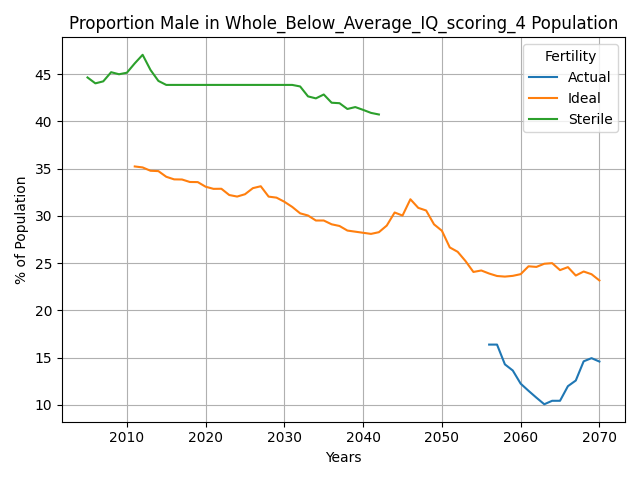 Proportion Male in Whole_Below_Average_IQ_scoring_4 Population
% of Population
45
40
35
30
25
20
15
10
Fertility
Actual
Ideal
Sterile
2010 2020 2030 2040 2050 2060 2070
Years